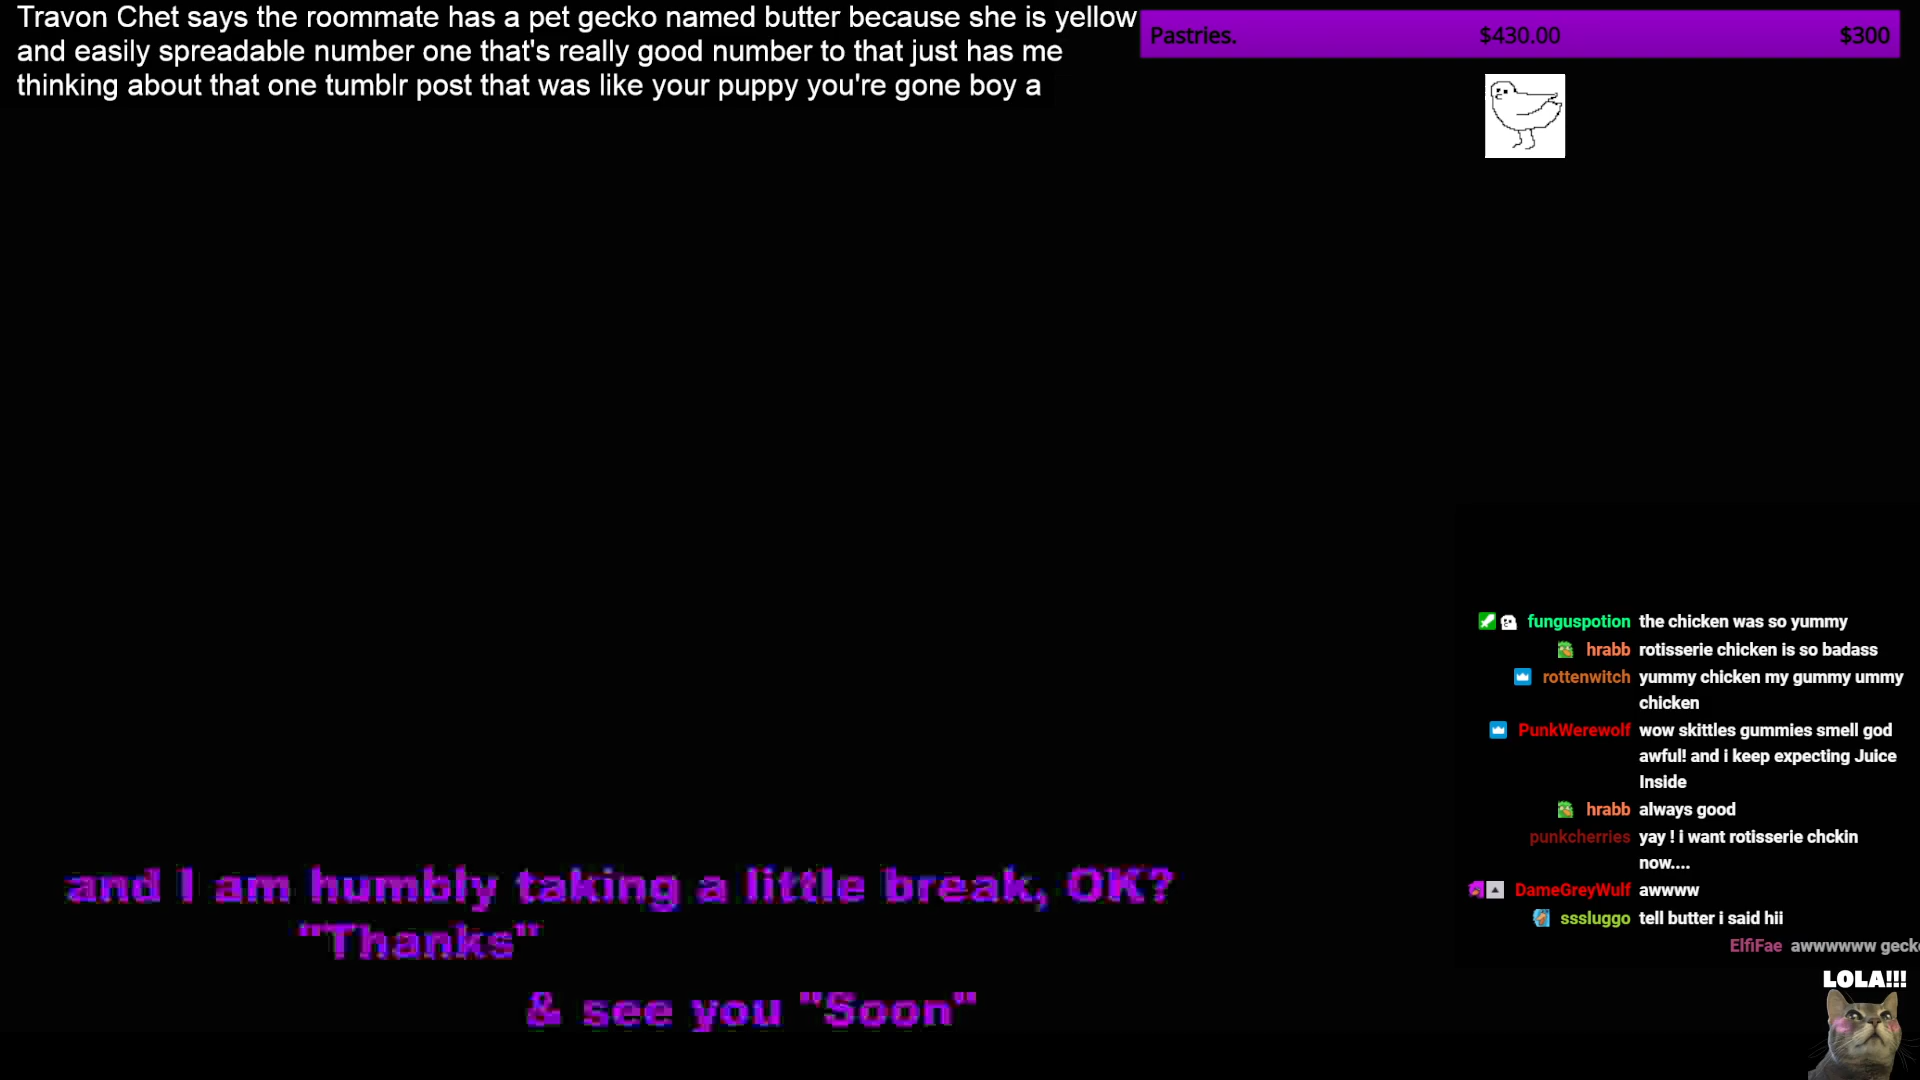 Travon Chet says the roommate has a pet gecko named butter because she is yellow
and easily spreadable number one that's really good number to that just has me
thinking about that one tumblr post that was like your puppy you're gone boy a
Pastries. $430.00 $300
funguspotion the chicken was so yummy
hrabb rotisserie chicken is so badass
rottenwitch yummy chicken my gummy ummy
chicken
PunkWerewolf wow skittles gummies smell god
awful! and i keep expecting Juice
Inside
hrabb always good
punkcherries yay ! i want rotisserie chckin
now....
DameGreyWulf awwww
sssluggo tell butter i said hii
ElfiFae awwwwww geck
LOLA!!!
and I am humbly taking a little break, OK?
"Thanks"
& see you "Soon"